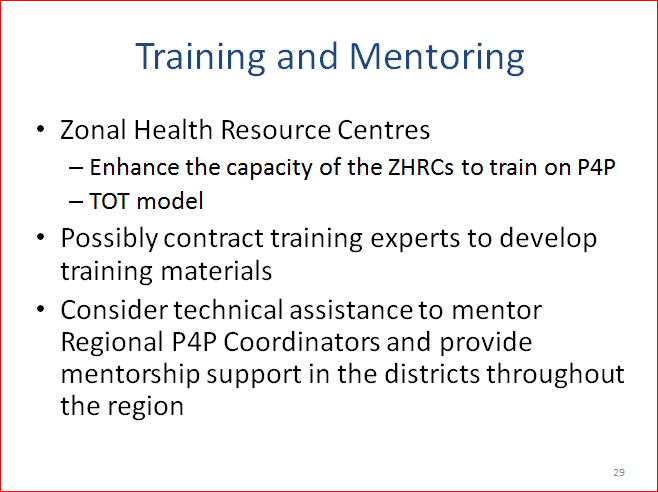 Training and Mentoring
• Zonal Health Resource Centres
– Enhance the capacity of the ZHRCs to train on P4P
– TOT model
• Possibly contract training experts to develop
training materials
• Consider technical assistance to mentor
Regional P4P Coordinators and provide
mentorship support in the districts throughout
the region
29